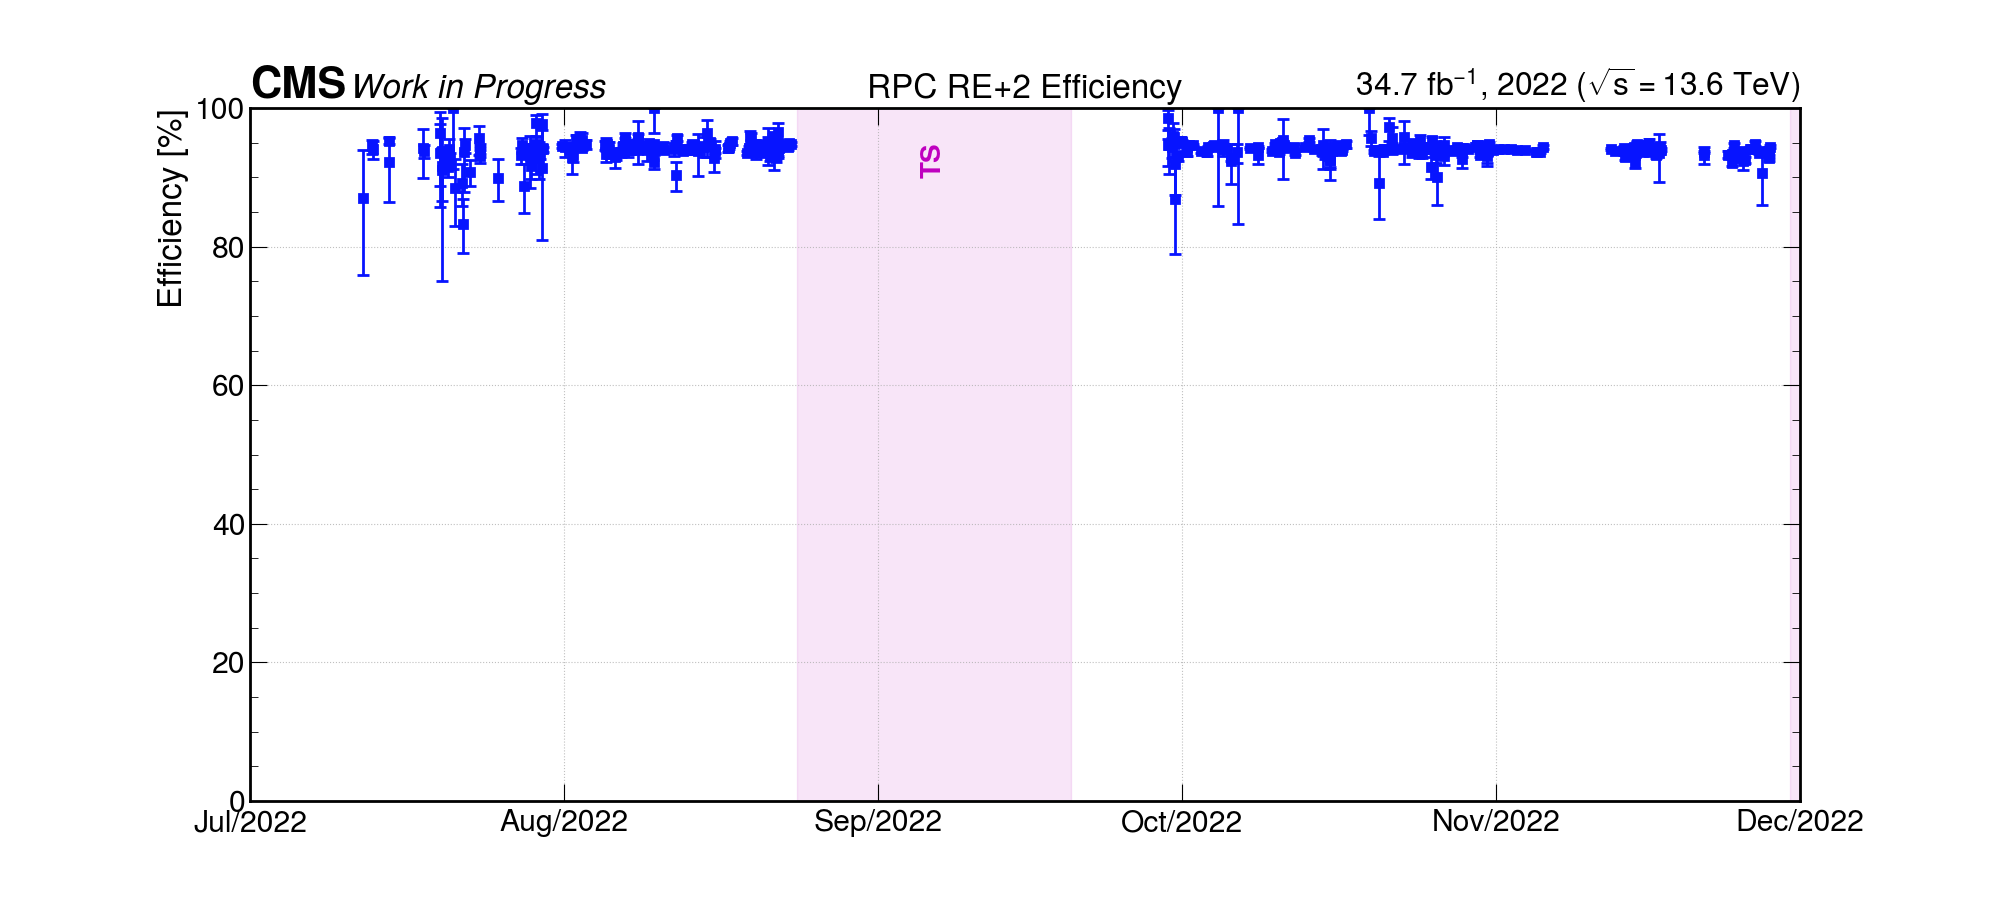 CMS Work in Progress RPC RE+2 Efficiency 34.7 fb⁻¹, 2022 (√s = 13.6 TeV)
Efficiency [%]
100
80
60
40
20
0
TS
Jul/2022 Aug/2022 Sep/2022 Oct/2022 Nov/2022 Dec/2022